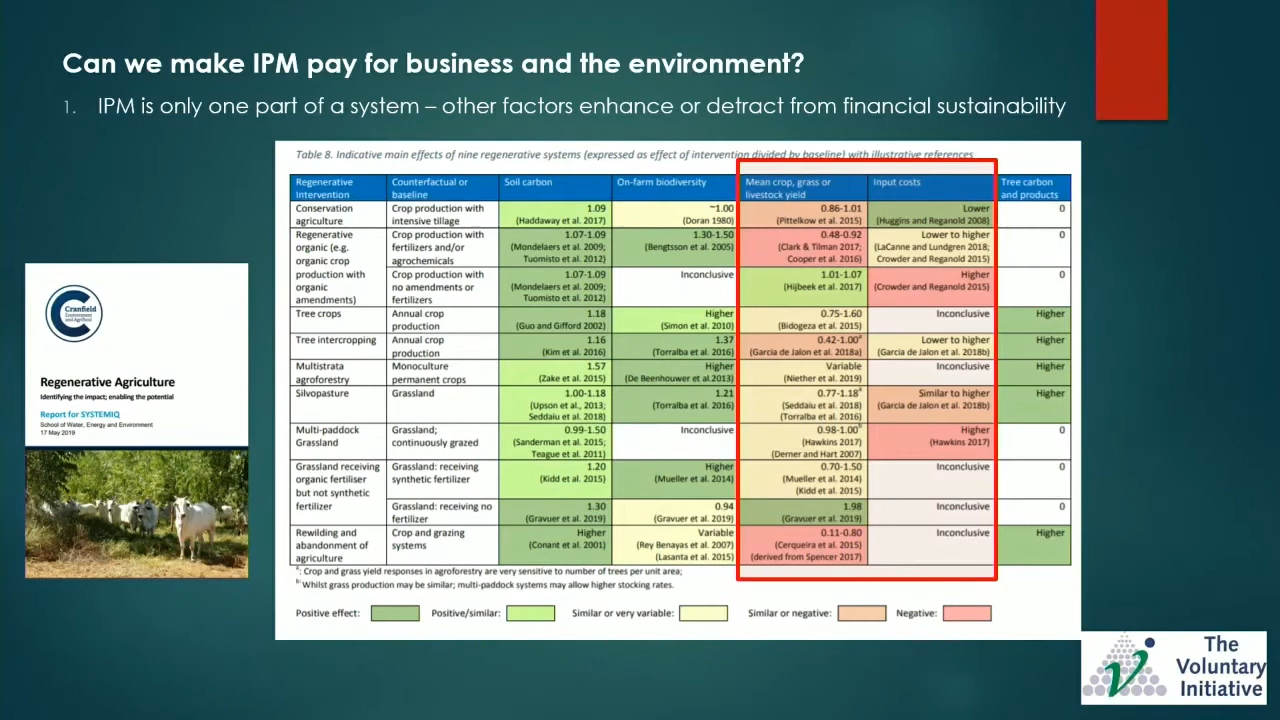 Can we make IPM pay for business and the environment?
1. IPM is only one part of a system – other factors enhance or detract from financial sustainability
Cranfield
Environment and Agrifood
Regenerative Agriculture
Identifying the impact; enabling the potential
Report for SYSTEMIQ
School of Water, Energy and Environment
17 May 2019
Table 8. Indicative main effects of nine regenerative systems (expressed as effect of intervention divided by baseline) with illustrative references
Regenerative Intervention | Counterfactual or baseline | Soil carbon | On-farm biodiversity | Mean crop, grass or livestock yield | Input costs | Tree carbon and products
Conservation agriculture | Crop production with intensive tillage | 1.09 (Haddaway et al. 2017) | ~1.00 (Doran 1980) | 0.86-1.01 (Pittelkow et al. 2015) | Lower (Huggins and Reganold 2008) | 0
Regenerative organic (e.g. organic crop production with organic amendments) | Crop production with fertilizers and/or agrochemicals | 1.07-1.09 (Mondelaers et al. 2009; Tuomisto et al. 2012) | 1.30-1.50 (Bengtsson et al. 2005) | 0.48-0.92 (Clark & Tilman 2017; Cooper et al. 2016) | Lower to higher (LaCanne and Lundgren 2018; Crowder and Reganold 2015) | 0
Crop production with no amendments or fertilizers | 1.07-1.09 (Mondelaers et al. 2009; Tuomisto et al. 2012) | Inconclusive | 1.01-1.07 (Hijbeek et al. 2017) | Higher (Crowder and Reganold 2015) | 0
Tree crops | Annual crop production | 1.18 (Guo and Gifford 2002) | Higher (Simon et al. 2010) | 0.75-1.60 (Bidogeza et al. 2015) | Inconclusive | Higher
Tree intercropping | Annual crop production | 1.16 (Kim et al. 2016) | 1.37 (Torralba et al. 2016) | 0.42-1.00ᵃ (Garcia de Jalon et al. 2018a) | Lower to higher (Garcia de Jalon et al. 2018b) | Higher
Multistrata agroforestry | Monoculture permanent crops | 1.57 (Zake et al. 2015) | Higher (De Beenhouwer et al.2013) | Variable (Niether et al. 2019) | Inconclusive | Higher
Silvopasture | Grassland | 1.00-1.18 (Upson et al., 2013; Seddaiu et al. 2018) | 1.21 (Torralba et al. 2016) | 0.77-1.18ᵃ (Seddaiu et al. 2018) (Torralba et al. 2016) | Similar to higher (Garcia de Jalon et al. 2018b) | Higher
Multi-paddock Grassland | Grassland; continuously grazed | 0.99-1.50 (Sanderman et al. 2015; Teague et al. 2011) | Inconclusive | 0.98-1.00ᵇ (Hawkins 2017) (Derner and Hart 2007) | Higher (Hawkins 2017) | 0
Grassland receiving organic fertiliser but not synthetic fertilizer | Grassland: receiving synthetic fertilizer | 1.20 (Kidd et al. 2015) | Higher (Mueller et al. 2014) | 0.70-1.50 (Mueller et al. 2014) (Kidd et al. 2015) | Inconclusive | 0
Grassland: receiving no fertilizer | 1.30 (Gravuer et al. 2019) | 0.94 (Gravuer et al. 2019) | 1.98 (Gravuer et al. 2019) | Inconclusive | 0
Rewilding and abandonment of agriculture | Crop and grazing systems | Higher (Conant et al. 2001) | Variable (Rey Benayas et al. 2007) (Lasanta et al. 2015) | 0.11-0.80 (Cerqueira et al. 2015) (derived from Spencer 2017) | Inconclusive | Higher
ᵃ: Crop and grass yield responses in agroforestry are very sensitive to number of trees per unit area;
ᵇ: Whilst grass production may be similar; multi-paddock systems may allow higher stocking rates.
Positive effect: Positive/similar: Similar or very variable: Similar or negative: Negative:
The
Voluntary
Initiative